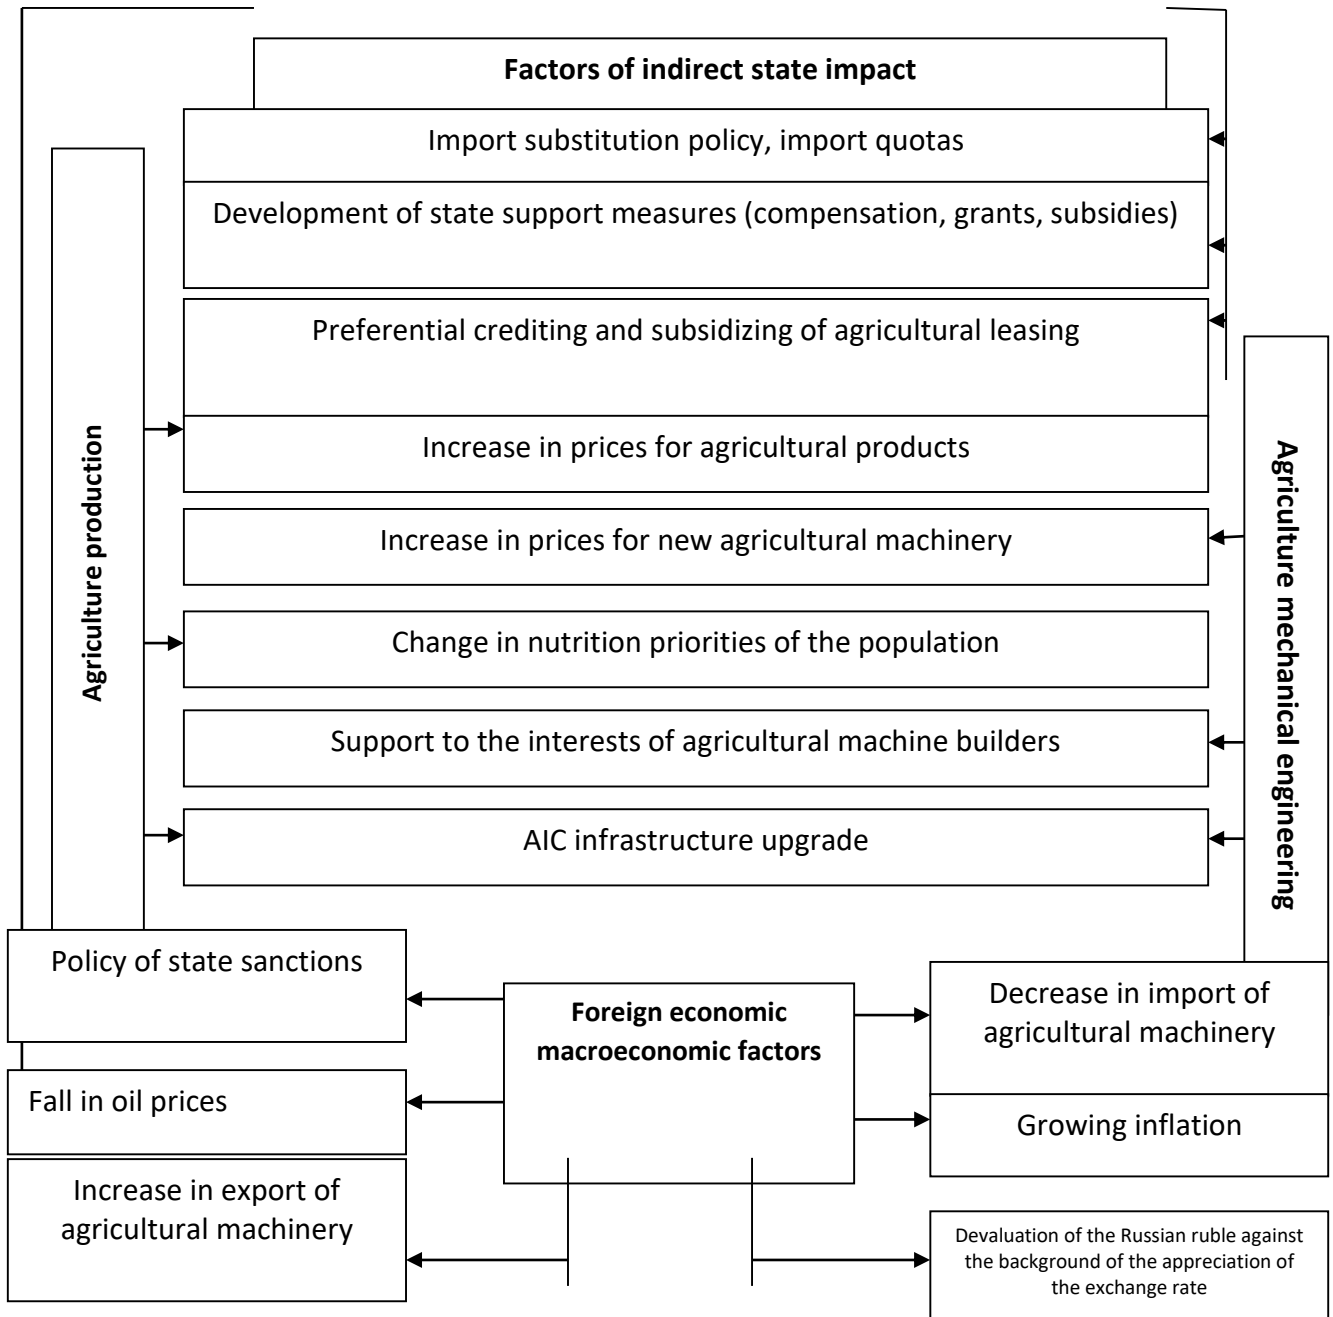 Factors of indirect state impact
Import substitution policy, import quotas
Development of state support measures (compensation, grants, subsidies)
Preferential crediting and subsidizing of agricultural leasing
Increase in prices for agricultural products
Increase in prices for new agricultural machinery
Change in nutrition priorities of the population
Support to the interests of agricultural machine builders
AIC infrastructure upgrade
Agriculture production
Agriculture mechanical engineering
Policy of state sanctions
Fall in oil prices
Increase in export of
agricultural machinery
Foreign economic
macroeconomic factors
Decrease in import of
agricultural machinery
Growing inflation
Devaluation of the Russian ruble against
the background of the appreciation of
the exchange rate